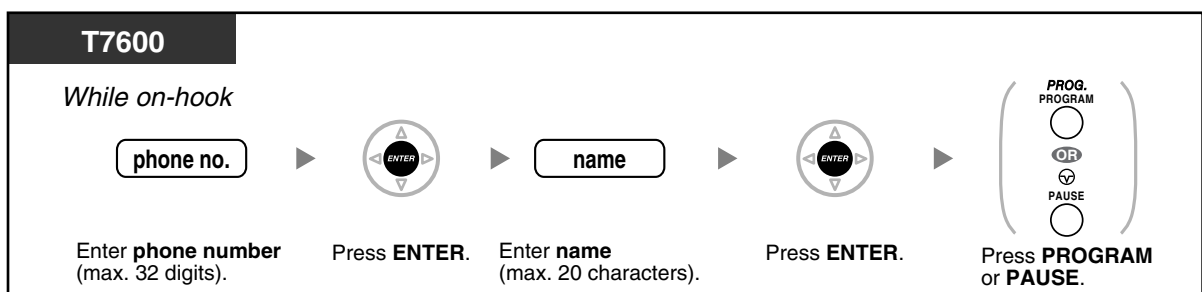 T7600
While on-hook
phone no.
ENTER
name
ENTER
PROG.
PROGRAM
OR
PAUSE
Enter phone number
(max. 32 digits).
Press ENTER.
Enter name
(max. 20 characters).
Press ENTER.
Press PROGRAM
or PAUSE.